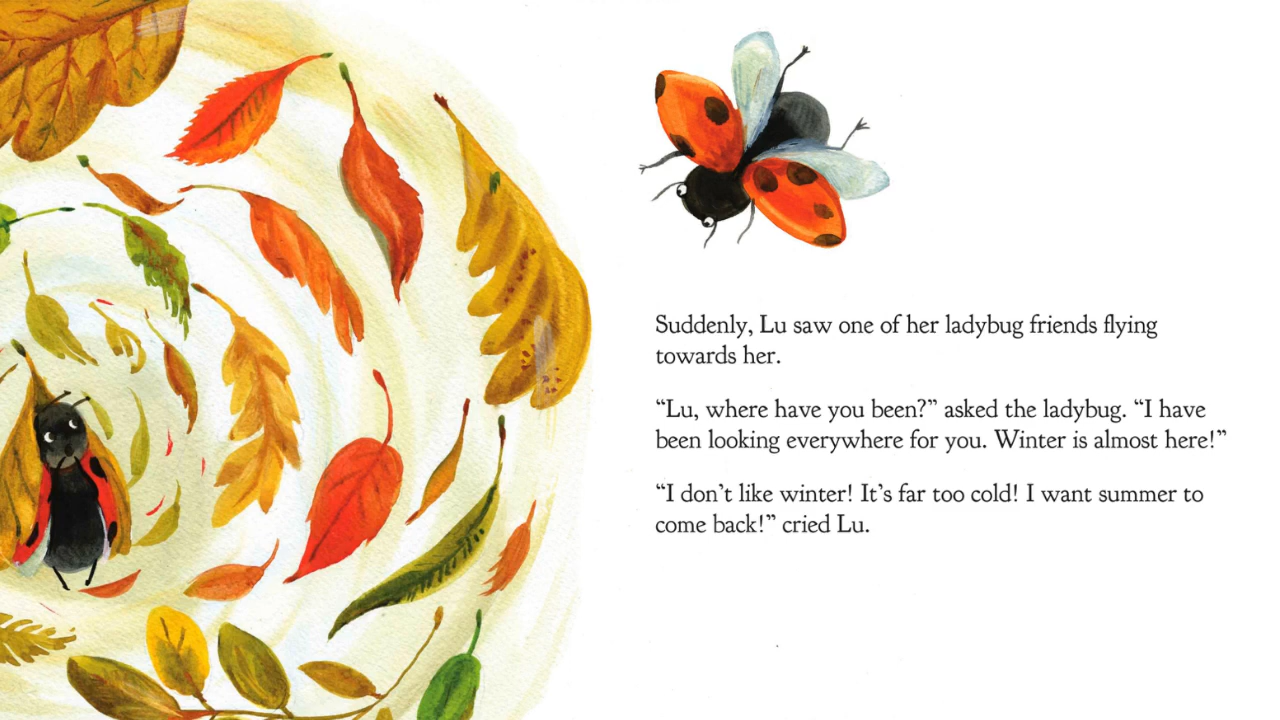 Suddenly, Lu saw one of her ladybug friends flying
towards her.
“Lu, where have you been?” asked the ladybug. “I have
been looking everywhere for you. Winter is almost here!”
“I don’t like winter! It’s far too cold! I want summer to
come back!” cried Lu.